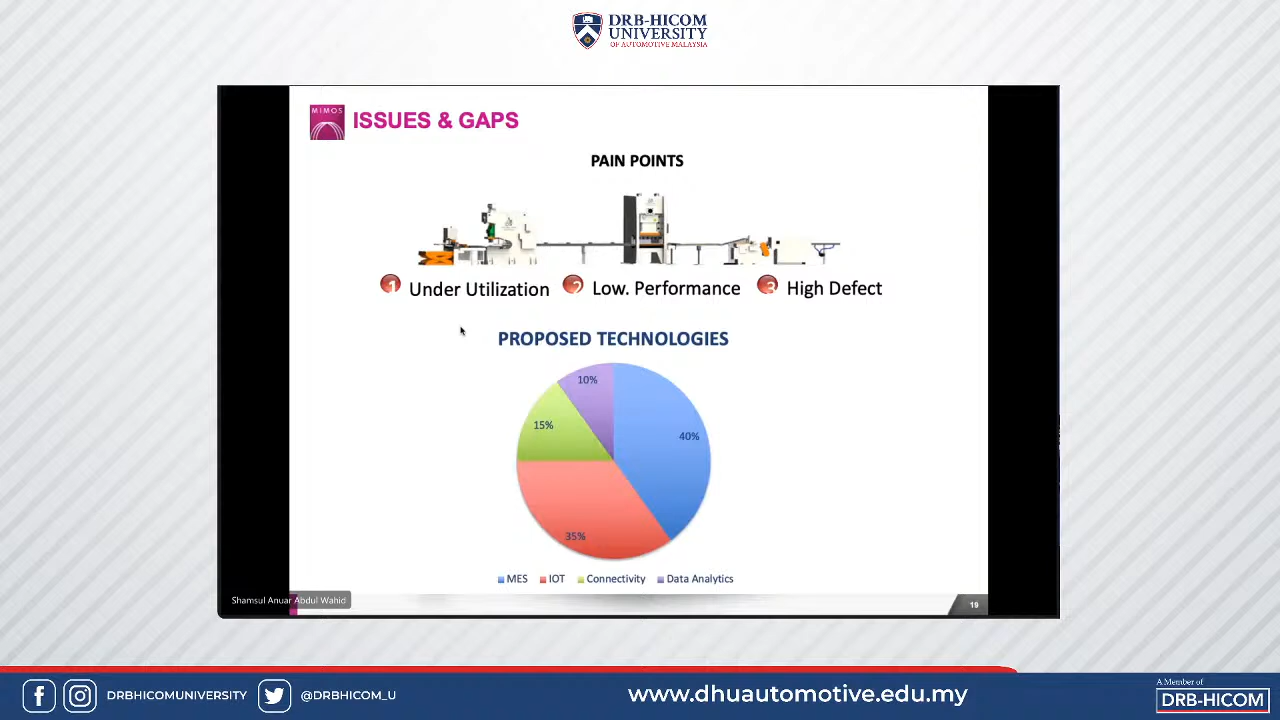 DRB-HICOM
UNIVERSITY
OF AUTOMOTIVE MALAYSIA
MIMOS
ISSUES & GAPS
PAIN POINTS
1 Under Utilization
2 Low. Performance
3 High Defect
PROPOSED TECHNOLOGIES
10%
15%
40%
35%
MES IOT Connectivity Data Analytics
Shamsul Anuar Abdul Wahid
19
DRBHICOMUNIVERSITY
@DRBHICOM_U
www.dhuautomotive.edu.my
A Member of
DRB-HICOM